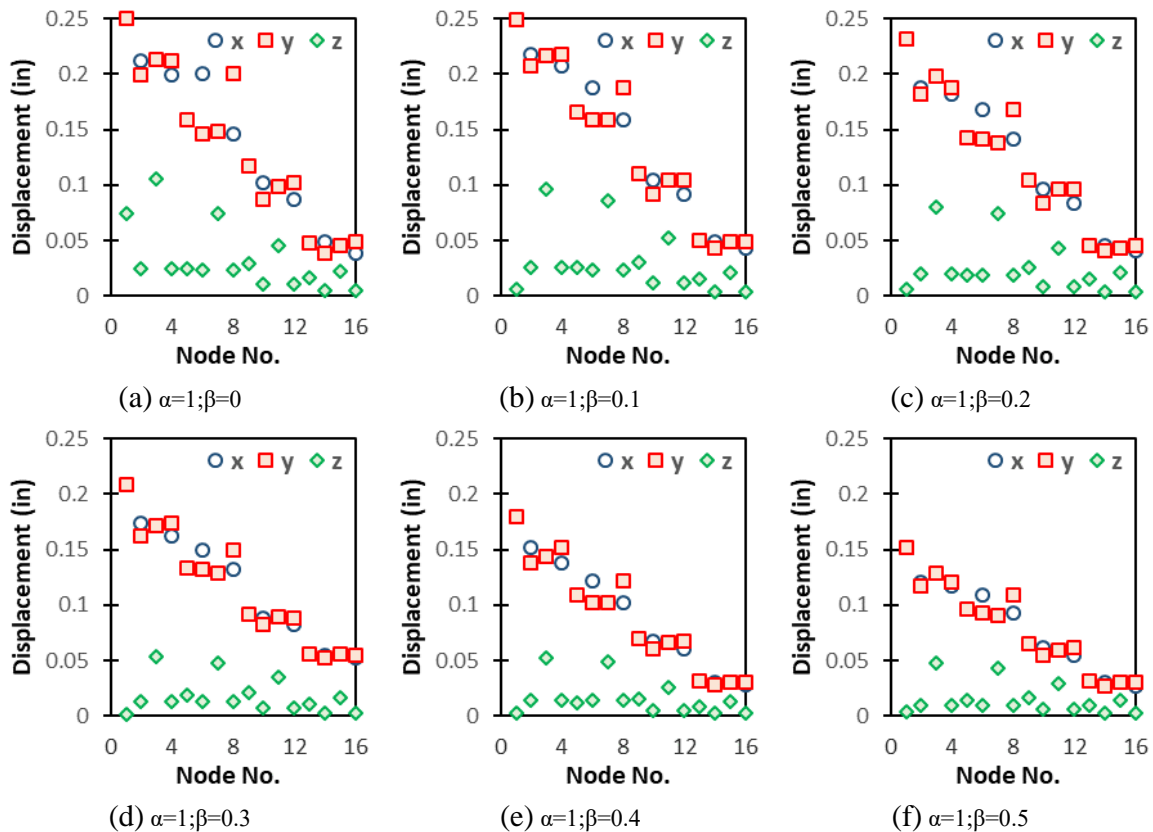 0.25
0.2
0.15
0.1
0.05
0
Displacement (in)
x y z
0 4 8 12 16
Node No.
(a) α=1;β=0
0.25
0.2
0.15
0.1
0.05
0
Displacement (in)
x y z
0 4 8 12 16
Node No.
(b) α=1;β=0.1
0.25
0.2
0.15
0.1
0.05
0
Displacement (in)
x y z
0 4 8 12 16
Node No.
(c) α=1;β=0.2
0.25
0.2
0.15
0.1
0.05
0
Displacement (in)
x y z
0 4 8 12 16
Node No.
(d) α=1;β=0.3
0.25
0.2
0.15
0.1
0.05
0
Displacement (in)
x y z
0 4 8 12 16
Node No.
(e) α=1;β=0.4
0.25
0.2
0.15
0.1
0.05
0
Displacement (in)
x y z
0 4 8 12 16
Node No.
(f) α=1;β=0.5